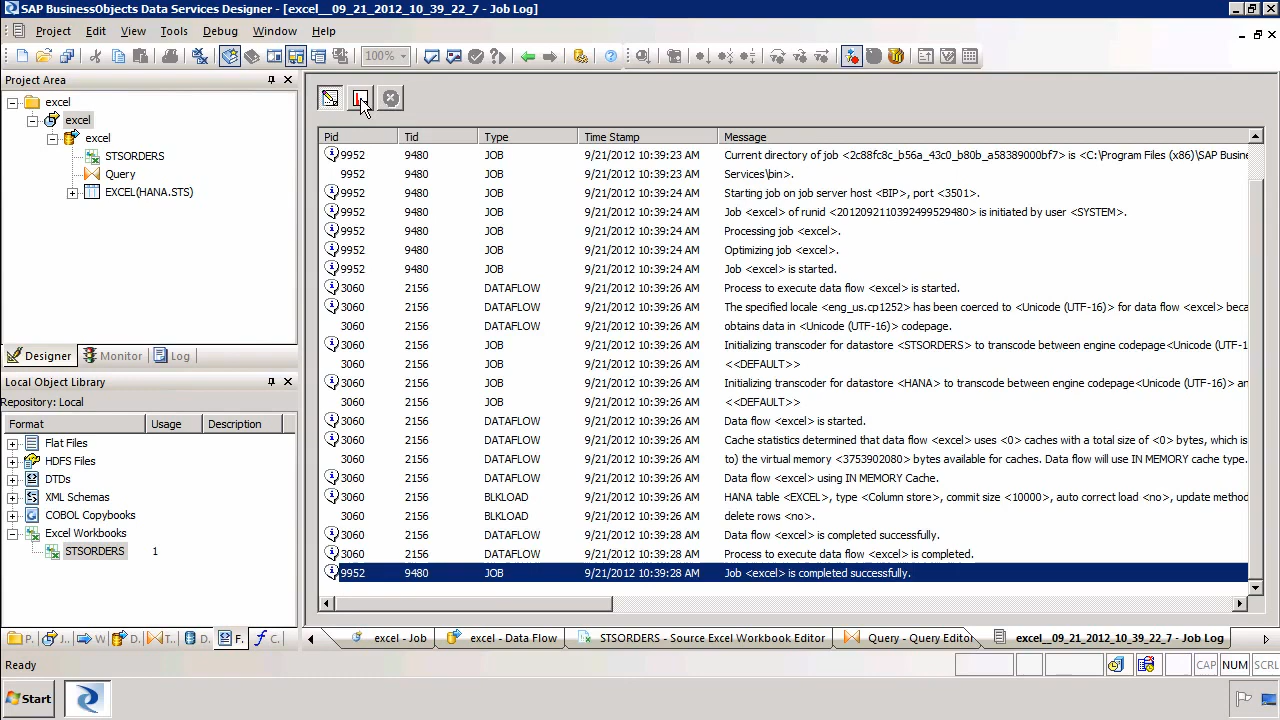 SAP BusinessObjects Data Services Designer - [excel__09_21_2012_10_39_22_7 - Job Log]
Project Edit View Tools Debug Window Help
100%
Project Area
excel
excel
excel
STSORDERS
Query
EXCEL(HANA.STS)
Designer Monitor Log
Local Object Library
Repository: Local
Format Usage Description
Flat Files
HDFS Files
DTDs
XML Schemas
COBOL Copybooks
Excel Workbooks
STSORDERS 1
P. J.. W D. T.. D. F. C.
Pid Tid Type Time Stamp Message
9952 9480 JOB 9/21/2012 10:39:23 AM Current directory of job <2c88fc8c_b56a_43c0_b80b_a58389000bf7> is <C:\Program Files (x86)\SAP Busine
9952 9480 JOB 9/21/2012 10:39:23 AM Services\bin>.
9952 9480 JOB 9/21/2012 10:39:24 AM Starting job on job server host <BIP>, port <3501>.
9952 9480 JOB 9/21/2012 10:39:24 AM Job <excel> of runid <2012092110392499529480> is initiated by user <SYSTEM>.
9952 9480 JOB 9/21/2012 10:39:24 AM Processing job <excel>.
9952 9480 JOB 9/21/2012 10:39:24 AM Optimizing job <excel>.
9952 9480 JOB 9/21/2012 10:39:24 AM Job <excel> is started.
3060 2156 DATAFLOW 9/21/2012 10:39:26 AM Process to execute data flow <excel> is started.
3060 2156 DATAFLOW 9/21/2012 10:39:26 AM The specified locale <eng_us.cp1252> has been coerced to <Unicode (UTF-16)> for data flow <excel> beca
3060 2156 DATAFLOW 9/21/2012 10:39:26 AM obtains data in <Unicode (UTF-16)> codepage.
3060 2156 JOB 9/21/2012 10:39:26 AM Initializing transcoder for datastore <STSORDERS> to transcode between engine codepage<Unicode (UTF-1
3060 2156 JOB 9/21/2012 10:39:26 AM <<DEFAULT>>
3060 2156 JOB 9/21/2012 10:39:26 AM Initializing transcoder for datastore <HANA> to transcode between engine codepage<Unicode (UTF-16)> an
3060 2156 JOB 9/21/2012 10:39:26 AM <<DEFAULT>>
3060 2156 DATAFLOW 9/21/2012 10:39:26 AM Data flow <excel> is started.
3060 2156 DATAFLOW 9/21/2012 10:39:26 AM Cache statistics determined that data flow <excel> uses <0> caches with a total size of <0> bytes, which is
3060 2156 DATAFLOW 9/21/2012 10:39:26 AM to) the virtual memory <3753902080> bytes available for caches. Data flow will use IN MEMORY cache type.
3060 2156 DATAFLOW 9/21/2012 10:39:26 AM Data flow <excel> using IN MEMORY Cache.
3060 2156 BLKLOAD 9/21/2012 10:39:26 AM HANA table <EXCEL>, type <Column store>, commit size <10000>, auto correct load <no>, update method
3060 2156 BLKLOAD 9/21/2012 10:39:26 AM delete rows <no>.
3060 2156 DATAFLOW 9/21/2012 10:39:28 AM Data flow <excel> is completed successfully.
3060 2156 DATAFLOW 9/21/2012 10:39:28 AM Process to execute data flow <excel> is completed.
9952 9480 JOB 9/21/2012 10:39:28 AM Job <excel> is completed successfully.
excel - Job excel - Data Flow STSORDERS - Source Excel Workbook Editor Query - Query Editor excel__09_21_2012_10_39_22_7 - Job Log
Ready CAP NUM SCRL
Start